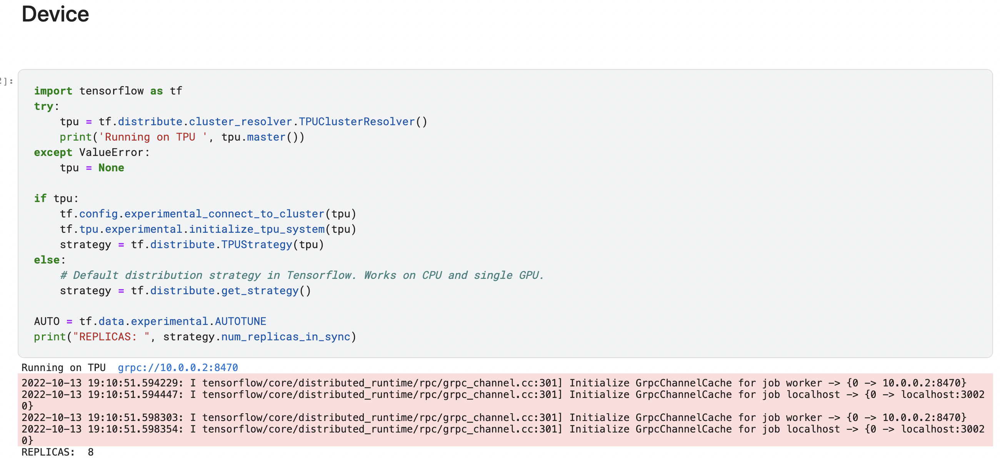 Device
2]:
import tensorflow as tf
try:
    tpu = tf.distribute.cluster_resolver.TPUClusterResolver()
    print('Running on TPU ', tpu.master())
except ValueError:
    tpu = None
if tpu:
    tf.config.experimental_connect_to_cluster(tpu)
    tf.tpu.experimental.initialize_tpu_system(tpu)
    strategy = tf.distribute.TPUStrategy(tpu)
else:
    # Default distribution strategy in Tensorflow. Works on CPU and single GPU.
    strategy = tf.distribute.get_strategy()
AUTO = tf.data.experimental.AUTOTUNE
print("REPLICAS: ", strategy.num_replicas_in_sync)
Running on TPU  grpc://10.0.0.2:8470
2022-10-13 19:10:51.594229: I tensorflow/core/distributed_runtime/rpc/grpc_channel.cc:301] Initialize GrpcChannelCache for job worker -> {0 -> 10.0.0.2:8470}
2022-10-13 19:10:51.594447: I tensorflow/core/distributed_runtime/rpc/grpc_channel.cc:301] Initialize GrpcChannelCache for job localhost -> {0 -> localhost:3002
0}
2022-10-13 19:10:51.598303: I tensorflow/core/distributed_runtime/rpc/grpc_channel.cc:301] Initialize GrpcChannelCache for job worker -> {0 -> 10.0.0.2:8470}
2022-10-13 19:10:51.598354: I tensorflow/core/distributed_runtime/rpc/grpc_channel.cc:301] Initialize GrpcChannelCache for job localhost -> {0 -> localhost:3002
0}
REPLICAS:  8